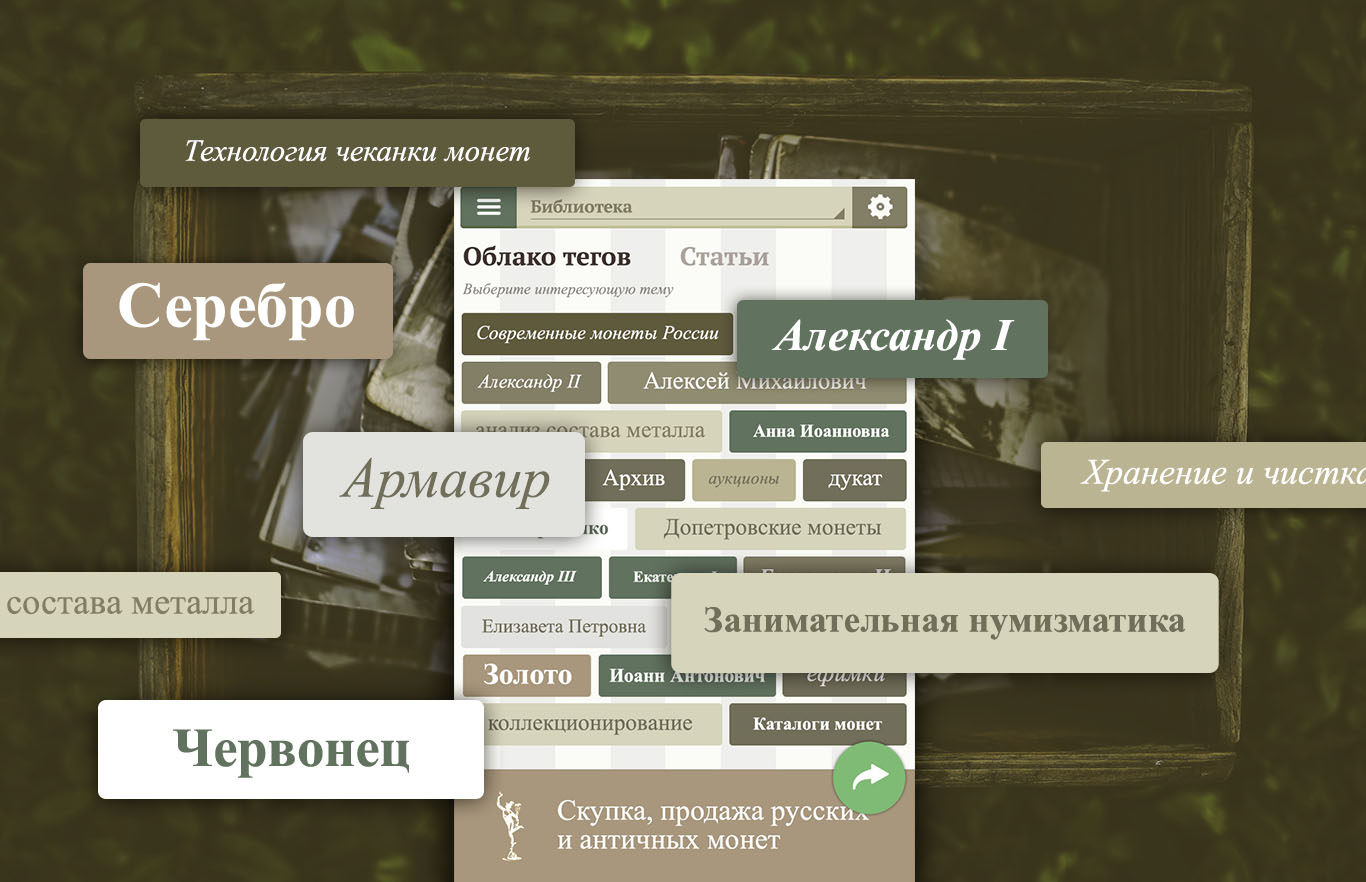 Технология чеканки монет
Библиотека
Облако тегов
Статьи
Выберите интересующую тему
Серебро
Современные монеты России
Александр I
Александр II
Алексей Михайлович
анализ состава металла
Анна Иоанновна
Армавир
Архив
аукционы
дукат
Хранение и чистка
Допетровские монеты
Александр III
состава металла
Елизавета Петровна
Занимательная нумизматика
Золото
Иоанн Антонович
ефимки
Червонец
коллекционирование
Каталоги монет
Скупка, продажа русских
и античных монет